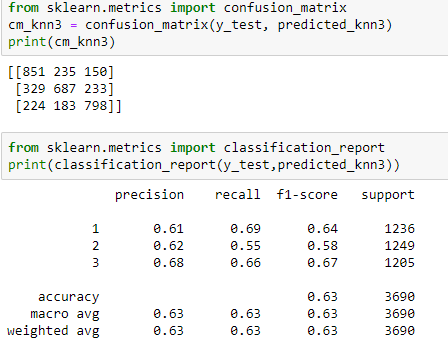 from sklearn.metrics import confusion_matrix
cm_knn3 = confusion_matrix(y_test, predicted_knn3)
print(cm_knn3)
[[851 235 150]
[329 687 233]
[224 183 798]]
from sklearn.metrics import classification_report
print(classification_report(y_test,predicted_knn3))
precision recall f1-score support
1 0.61 0.69 0.64 1236
2 0.62 0.55 0.58 1249
3 0.68 0.66 0.67 1205
accuracy 0.63 3690
macro avg 0.63 0.63 0.63 3690
weighted avg 0.63 0.63 0.63 3690